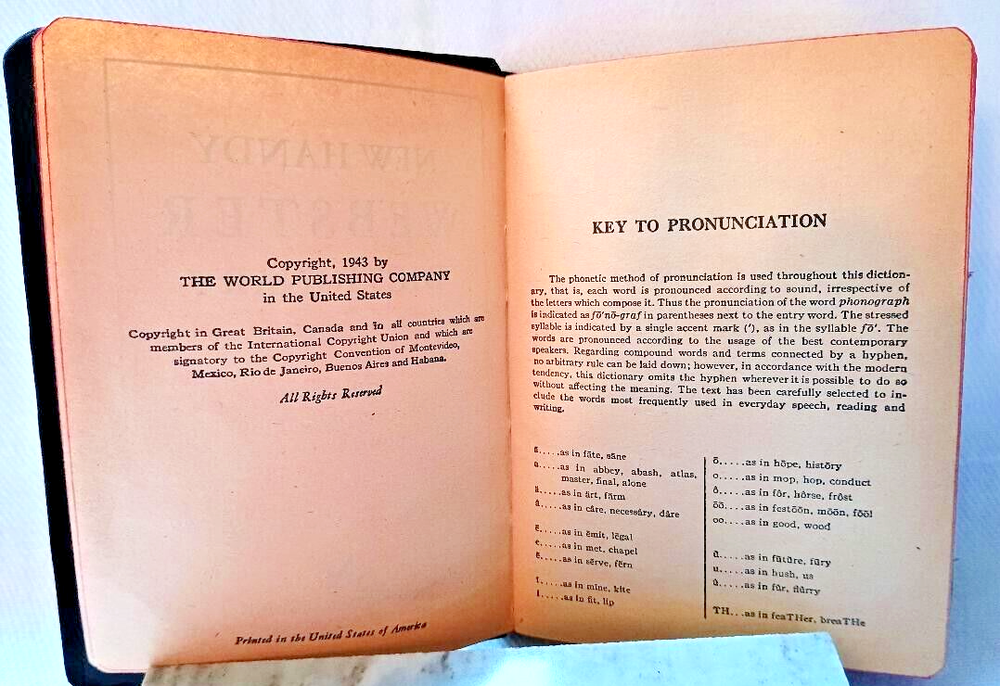 NEW HANDY
WEBSTER
Copyright, 1943 by
THE WORLD PUBLISHING COMPANY
in the United States
Copyright in Great Britain, Canada and in all countries which are
members of the International Copyright Union and which are
signatory to the Copyright Convention of Montevideo,
Mexico, Rio de Janeiro, Buenos Aires and Habana.
All Rights Reserved
Printed in the United States of America
KEY TO PRONUNCIATION
The phonetic method of pronunciation is used throughout this diction-
ary, that is, each word is pronounced according to sound, irrespective of
the letters which compose it. Thus the pronunciation of the word phonograph
is indicated as fō'nō-graf in parentheses next to the entry word. The stressed
syllable is indicated by a single accent mark ('), as in the syllable fō'. The
words are pronounced according to the usage of the best contemporary
speakers. Regarding compound words and terms connected by a hyphen,
no arbitrary rule can be laid down; however, in accordance with the modern
tendency, this dictionary omits the hyphen wherever it is possible to do so
without affecting the meaning. The text has been carefully selected to in-
clude the words most frequently used in everyday speech, reading and
writing.
ā.....as in fāte, sāne
a.....as in abbey, abash, atlas,
master, final, alone
ä.....as in ärt, färm
â.....as in câre, necessâry, dâre
ē.....as in ēmit, lēgal
e.....as in met, chapel
ẽ.....as in sẽrve, fẽrn
ī.....as in mīne, kīte
i.....as in fit, lip
ō.....as in hōpe, histōry
o.....as in mop, hop, conduct
ô.....as in fôr, hôrse, frôst
ōō.....as in festōōn, mōōn, fōōl
oo.....as in good, wood
ū.....as in fūtūre, fūry
u.....as in hush, us
û.....as in fûr, flûrry
TH...as in feaTHer, breaTHe